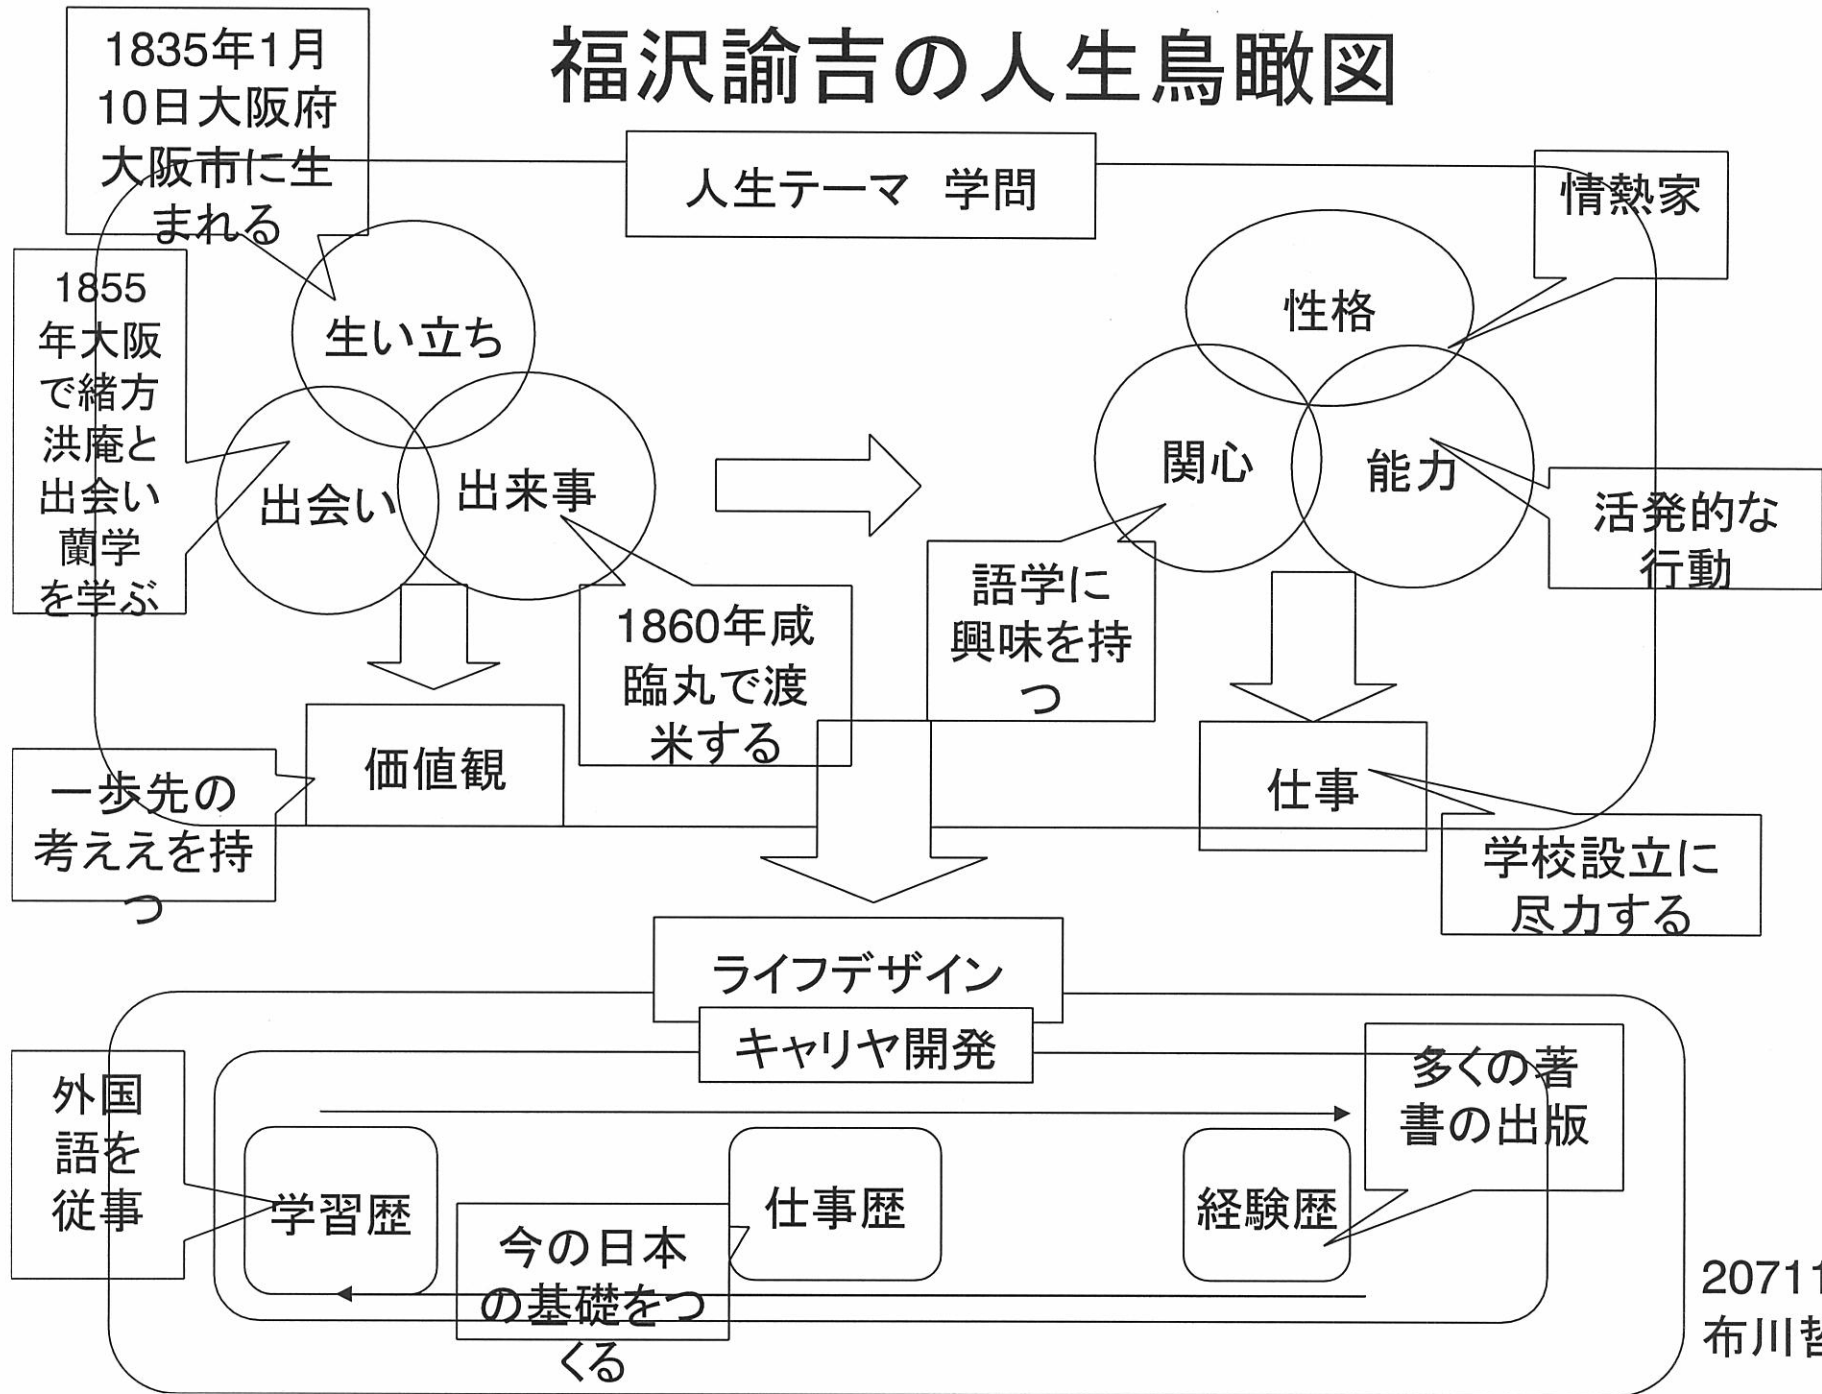 福沢諭吉の人生鳥瞰図
1835年1月
10日大阪府
大阪市に生
まれる
人生テーマ 学問
情熱家
1855
年大阪
で緒方
洪庵と
出会い
蘭学
を学ぶ
生い立ち
出会い
出来事
1860年咸
臨丸で渡
米する
性格
関心
能力
語学に
興味を持
つ
活発的な
行動
価値観
一歩先の
考ええを持
つ
仕事
学校設立に
尽力する
ライフデザイン
キャリヤ開発
外国
語を
従事
学習歴
今の日本
の基礎をつ
くる
仕事歴
経験歴
多くの著
書の出版
20711
布川哲